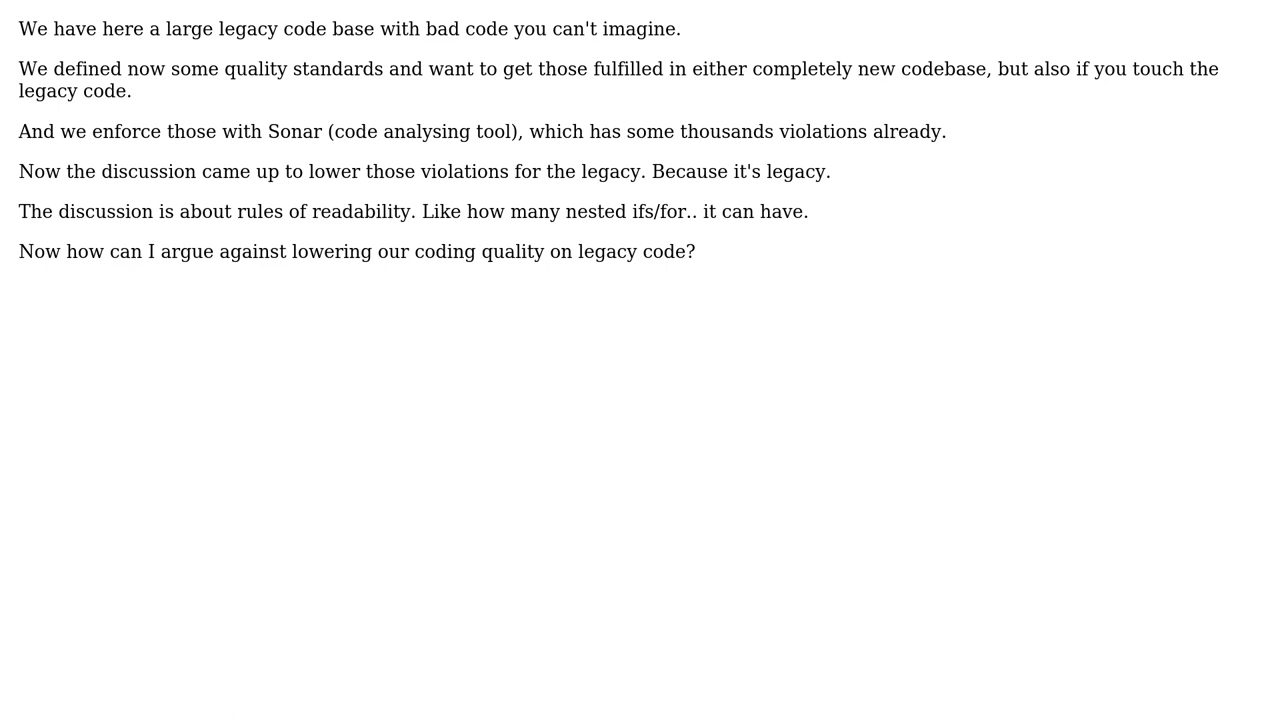 We have here a large legacy code base with bad code you can't imagine.
We defined now some quality standards and want to get those fulfilled in either completely new codebase, but also if you touch the
legacy code.
And we enforce those with Sonar (code analysing tool), which has some thousands violations already.
Now the discussion came up to lower those violations for the legacy. Because it's legacy.
The discussion is about rules of readability. Like how many nested ifs/for.. it can have.
Now how can I argue against lowering our coding quality on legacy code?